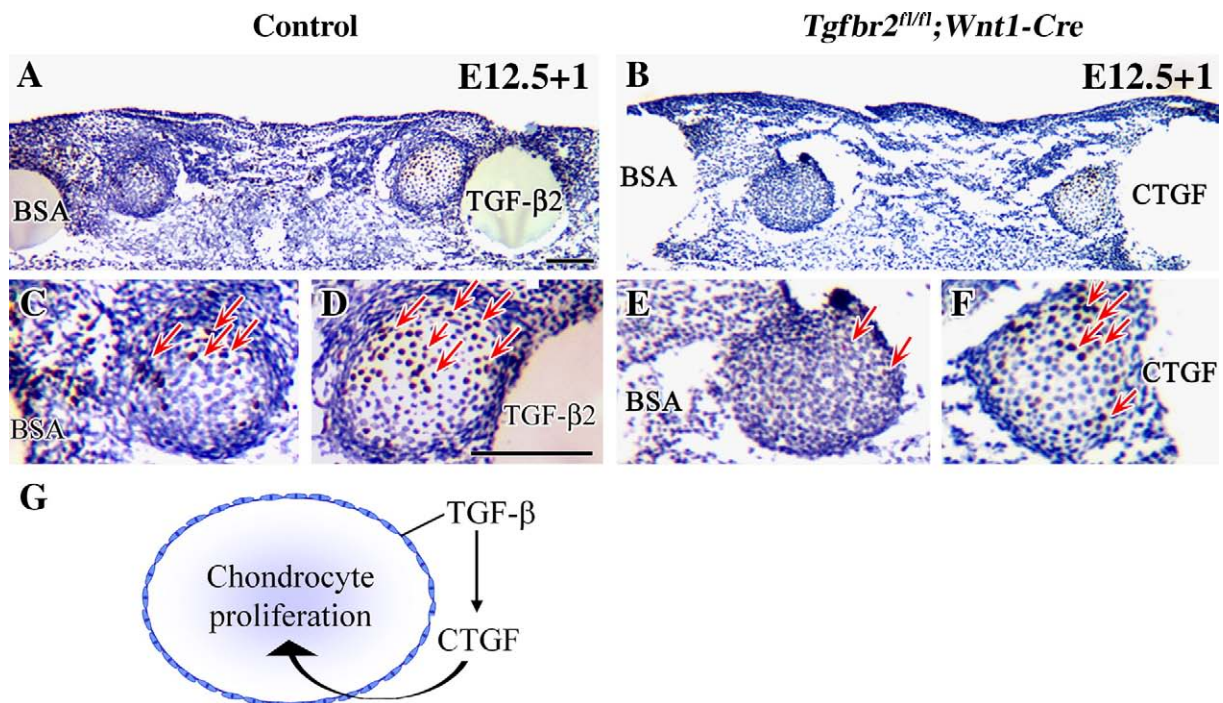 Control
Tgfbr2fl/fl;Wnt1-Cre
A
E12.5+1
BSA
TGF-β2
B
E12.5+1
BSA
CTGF
C
BSA
D
TGF-β2
E
BSA
F
CTGF
G
TGF-β
Chondrocyte
proliferation
CTGF